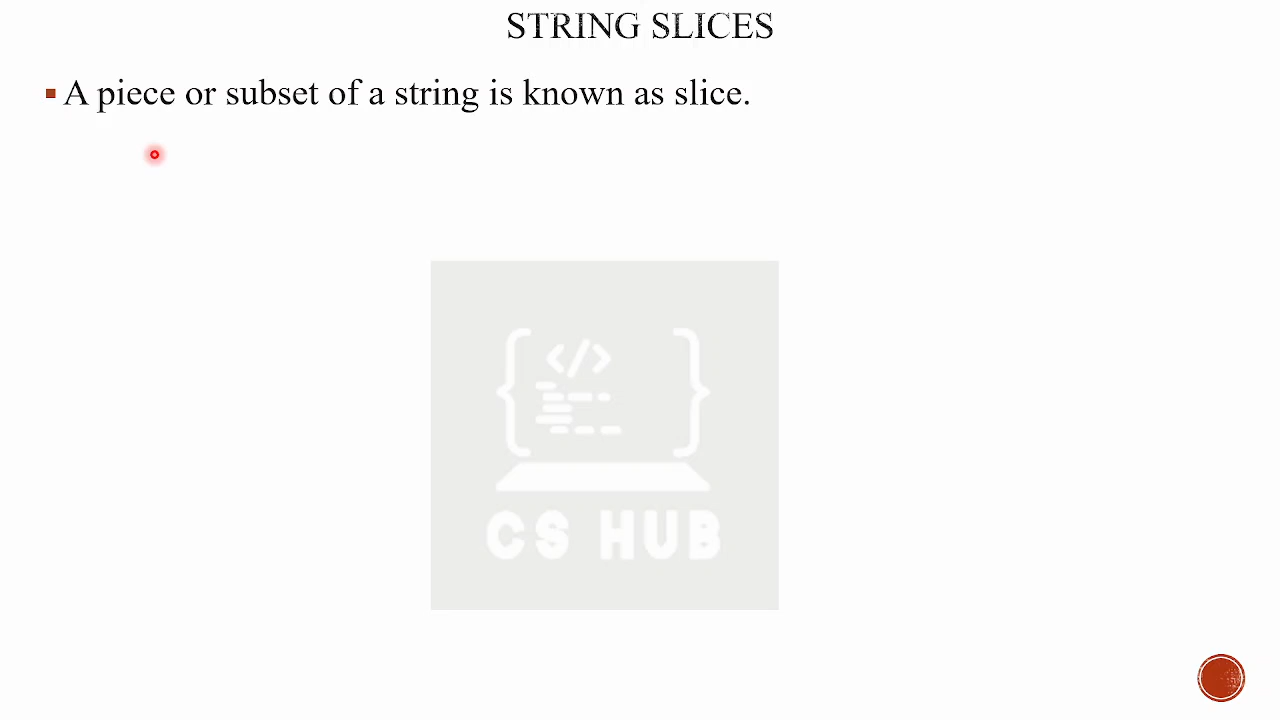 STRING SLICES
▪ A piece or subset of a string is known as slice.
</>
CS HUB